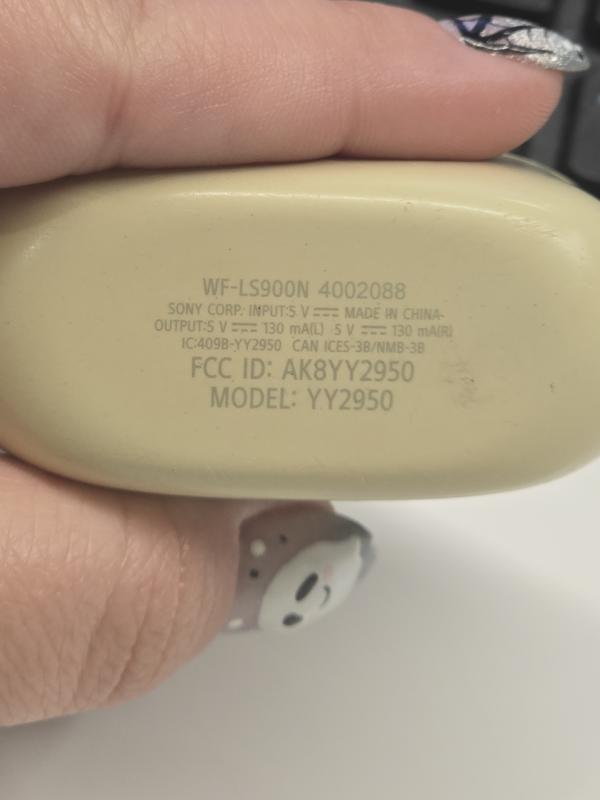 WF-LS900N 4002088
SONY CORP. INPUT:5 V ⎓ MADE IN CHINA-
OUTPUT:5 V ⎓ 130 mA(L) 5 V ⎓ 130 mA(R)
IC:409B-YY2950 CAN ICES-3B/NMB-3B
FCC ID: AK8YY2950
MODEL: YY2950